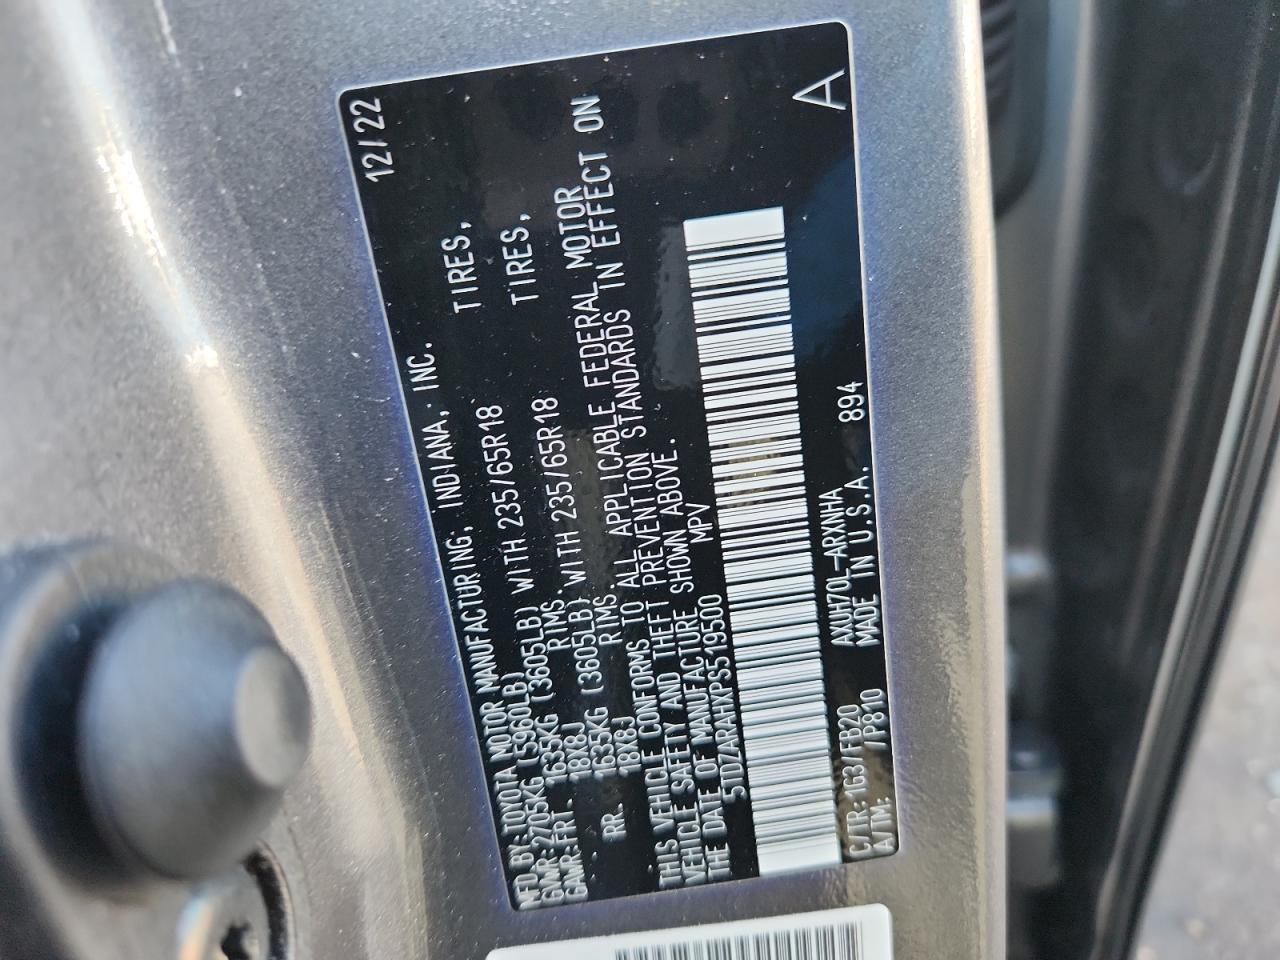 MFD. BY: TOYOTA MOTOR MANUFACTURING, INDIANA, INC. 12/22
GVWR: 2705KG (5960LB)
GAWR: FRT. 1635KG (3605LB) WITH 235/65R18 TIRES,
18X8J RIMS.
RR. 1635KG (3605LB) WITH 235/65R18 TIRES,
18X8J RIMS.
THIS VEHICLE CONFORMS TO ALL APPLICABLE FEDERAL MOTOR
VEHICLE SAFETY AND THEFT PREVENTION STANDARDS IN EFFECT ON
THE DATE OF MANUFACTURE SHOWN ABOVE.
5TDZARAHXPS519500 MPV
A
C/TR: 1G3/FB20 AXUH70L-ARXNHA
A/TM: /P810 MADE IN U.S.A. 894